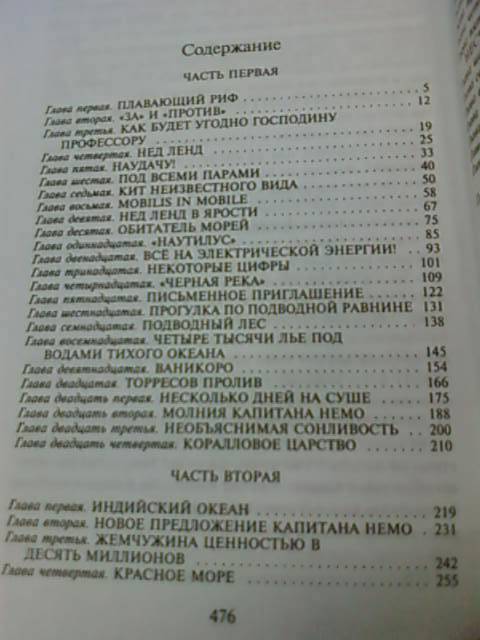 Содержание
ЧАСТЬ ПЕРВАЯ
Глава первая. ПЛАВАЮЩИЙ РИФ . . . . . . . . . . . . . . . . . . 5
Глава вторая. «ЗА» И «ПРОТИВ» . . . . . . . . . . . . . . . . . . 12
Глава третья. КАК БУДЕТ УГОДНО ГОСПОДИНУ
ПРОФЕССОРУ . . . . . . . . . . . . . . . . . . 19
Глава четвертая. НЕД ЛЕНД . . . . . . . . . . . . . . . . . . 25
Глава пятая. НАУДАЧУ! . . . . . . . . . . . . . . . . . . 33
Глава шестая. ПОД ВСЕМИ ПАРАМИ . . . . . . . . . . . . . . 40
Глава седьмая. КИТ НЕИЗВЕСТНОГО ВИДА . . . . . . . . . . 50
Глава восьмая. MOBILIS IN MOBILE . . . . . . . . . . . . . . 58
Глава девятая. НЕД ЛЕНД В ЯРОСТИ . . . . . . . . . . . . . . 67
Глава десятая. ОБИТАТЕЛЬ МОРЕЙ . . . . . . . . . . . . . . 75
Глава одиннадцатая. «НАУТИЛУС» . . . . . . . . . . . . . . 85
Глава двенадцатая. ВСЁ НА ЭЛЕКТРИЧЕСКОЙ ЭНЕРГИИ! . . 93
Глава тринадцатая. НЕКОТОРЫЕ ЦИФРЫ . . . . . . . . . . 101
Глава четырнадцатая. «ЧЕРНАЯ РЕКА» . . . . . . . . . . . . 109
Глава пятнадцатая. ПИСЬМЕННОЕ ПРИГЛАШЕНИЕ . . . . 122
Глава шестнадцатая. ПРОГУЛКА ПО ПОДВОДНОЙ РАВНИНЕ 131
Глава семнадцатая. ПОДВОДНЫЙ ЛЕС . . . . . . . . . . . . 138
Глава восемнадцатая. ЧЕТЫРЕ ТЫСЯЧИ ЛЬЕ ПОД
ВОДАМИ ТИХОГО ОКЕАНА . . . . . . . . . . . . . . . . 145
Глава девятнадцатая. ВАНИКОРО . . . . . . . . . . . . . . 154
Глава двадцатая. ТОРРЕСОВ ПРОЛИВ . . . . . . . . . . . . 166
Глава двадцать первая. НЕСКОЛЬКО ДНЕЙ НА СУШЕ . . . . 175
Глава двадцать вторая. МОЛНИЯ КАПИТАНА НЕМО . . . . 188
Глава двадцать третья. НЕОБЪЯСНИМАЯ СОНЛИВОСТЬ . . 200
Глава двадцать четвертая. КОРАЛЛОВОЕ ЦАРСТВО . . . . 210
ЧАСТЬ ВТОРАЯ
Глава первая. ИНДИЙСКИЙ ОКЕАН . . . . . . . . . . . . . . 219
Глава вторая. НОВОЕ ПРЕДЛОЖЕНИЕ КАПИТАНА НЕМО . . 231
Глава третья. ЖЕМЧУЖИНА ЦЕННОСТЬЮ В
ДЕСЯТЬ МИЛЛИОНОВ . . . . . . . . . . . . . . . . . . 242
Глава четвертая. КРАСНОЕ МОРЕ . . . . . . . . . . . . . . 255
476